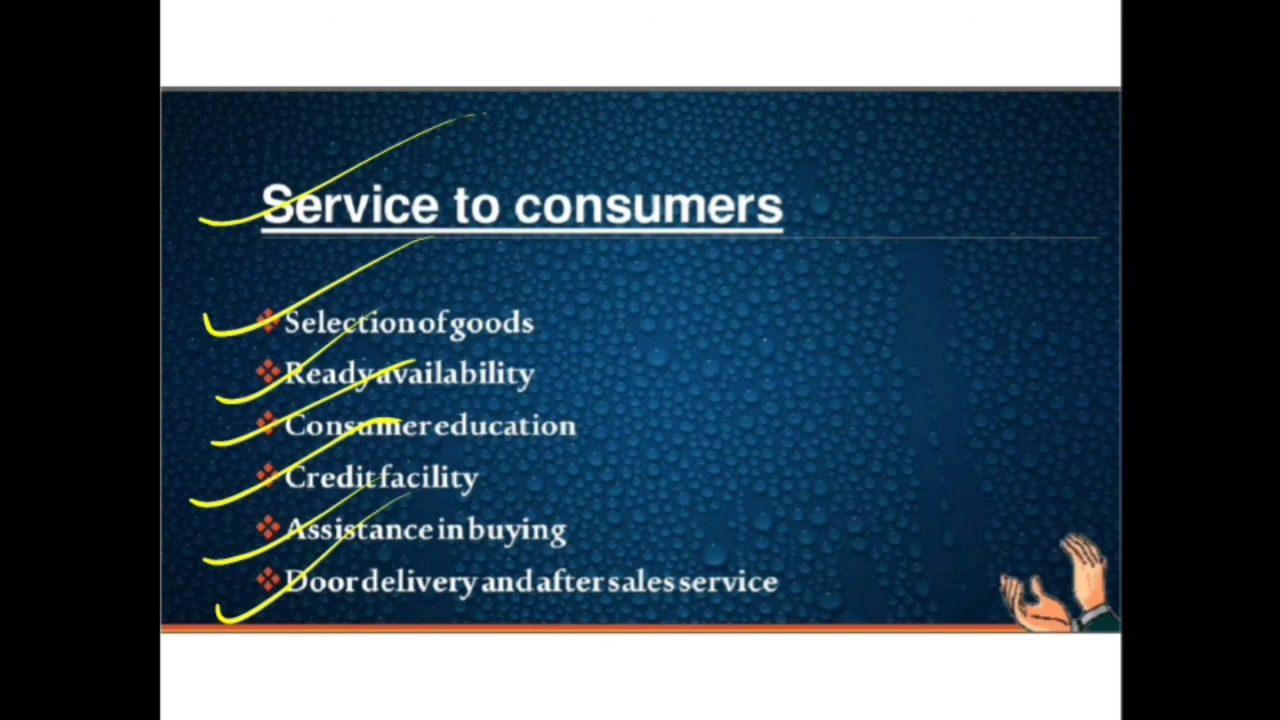 Service to consumers
Selection of goods
Ready availability
Consumer education
Credit facility
Assistance in buying
Door delivery and after sales service